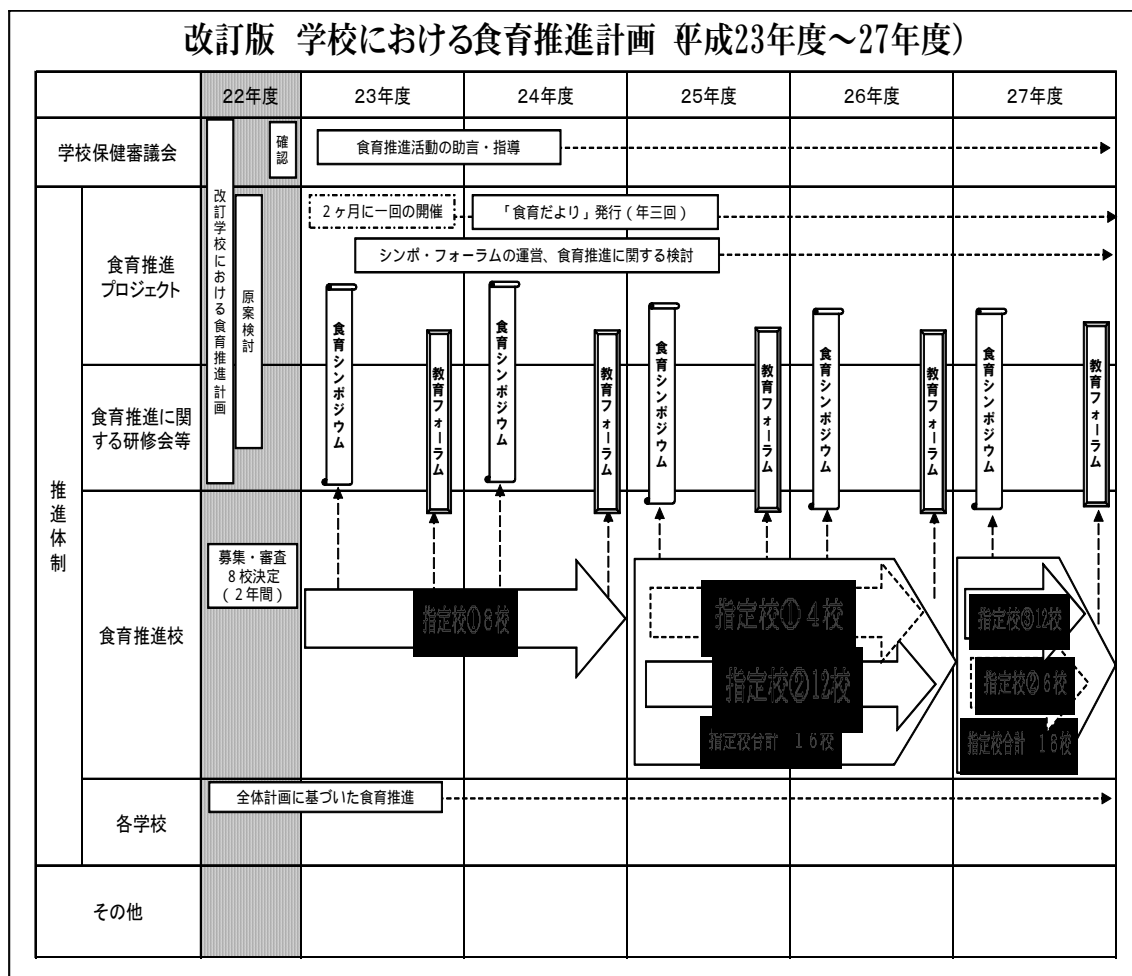 改訂版 学校における食育推進計画 (平成23年度～27年度)
22年度
23年度
24年度
25年度
26年度
27年度
学校保健審議会
確認
食育推進活動の助言・指導
改訂学校における食育推進計画
原案検討
推進体制
食育推進
プロジェクト
2ヶ月に一回の開催
「食育だより」発行(年三回)
シンポ・フォーラムの運営、食育推進に関する検討
食育シンポジウム
教育フォーラム
食育シンポジウム
教育フォーラム
食育シンポジウム
教育フォーラム
食育シンポジウム
教育フォーラム
食育シンポジウム
教育フォーラム
食育推進に関
する研修会等
食育推進校
募集・審査
8校決定
(2年間)
指定校①8校
指定校①4校
指定校②12校
指定校合計 16校
指定校③12校
指定校②6校
指定校合計 18校
各学校
全体計画に基づいた食育推進
その他